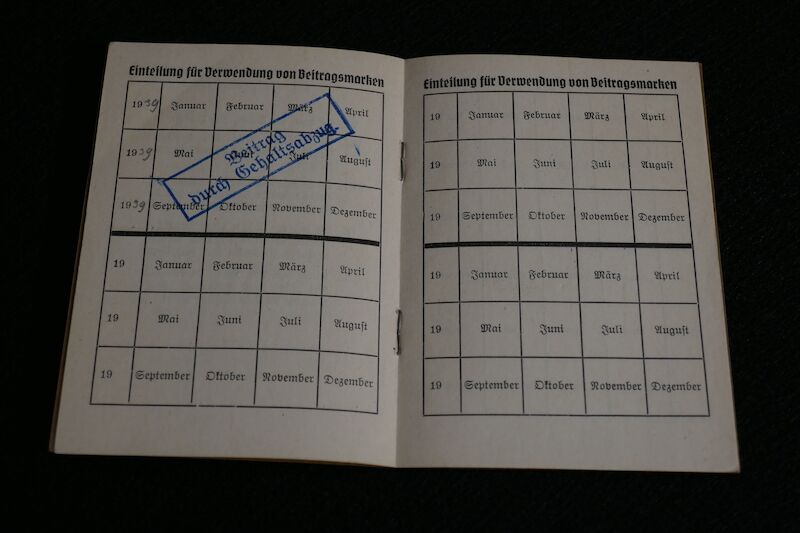 Einteilung für Verwendung von Beitragsmarken
1939 Januar Februar März April
1939 Mai Juni Juli August
1939 September Oktober November Dezember
Beitrag
durch Gehaltsabzug
19 Januar Februar März April
19 Mai Juni Juli August
19 September Oktober November Dezember
Einteilung für Verwendung von Beitragsmarken
19 Januar Februar März April
19 Mai Juni Juli August
19 September Oktober November Dezember
19 Januar Februar März April
19 Mai Juni Juli August
19 September Oktober November Dezember